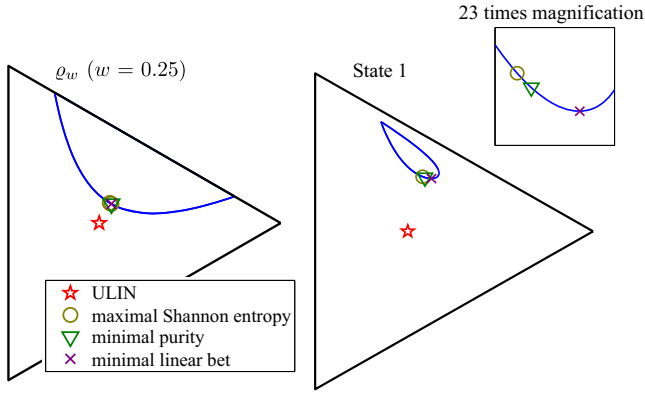 23 times magnification
ϱ_w (w = 0.25)
State 1
ULIN
maximal Shannon entropy
minimal purity
minimal linear bet